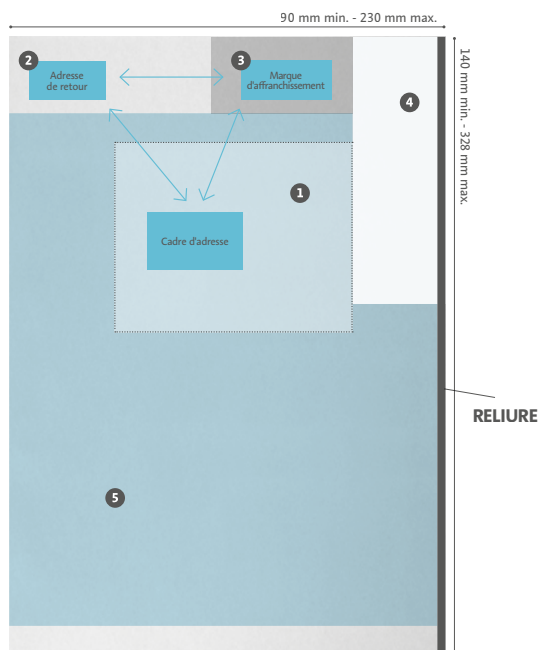 90 mm min. - 230 mm max.
2
Adresse
de retour
3
Marque
d'affranchissement
4
140 mm min. - 328 mm max.
1
Cadre d'adresse
RELIURE
5